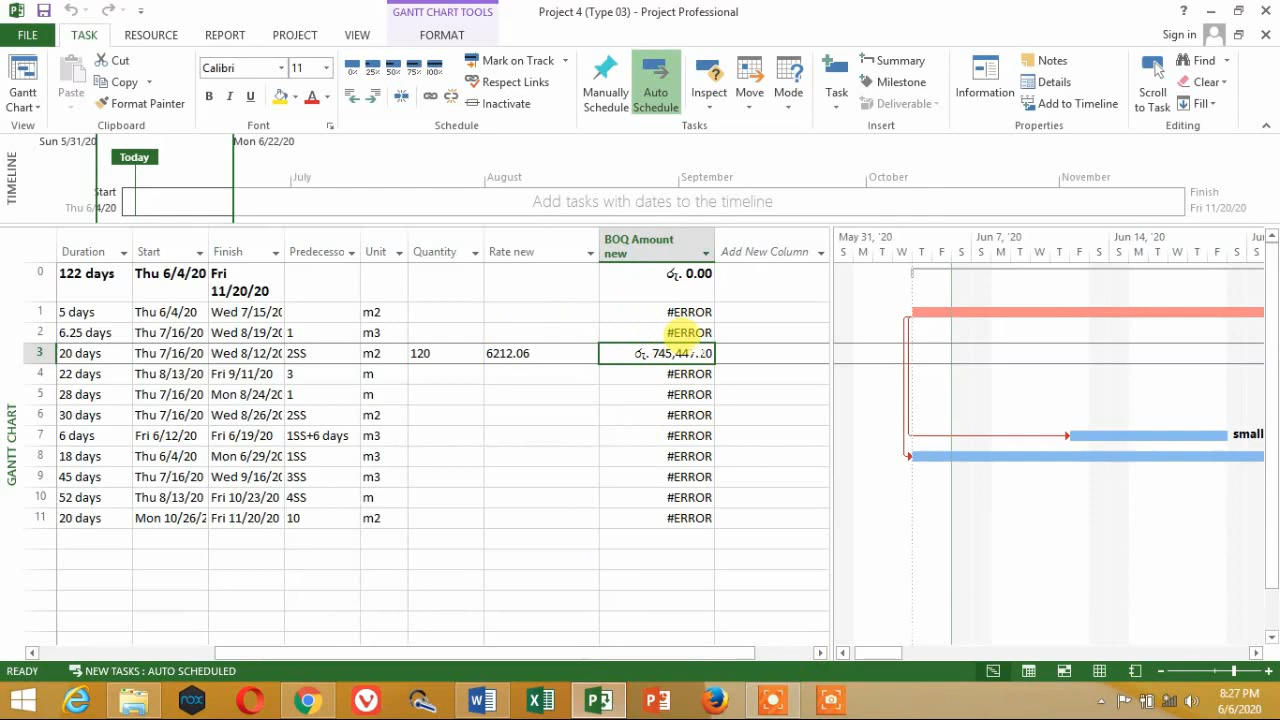 Project 4 (Type 03) - Project Professional
GANTT CHART TOOLS
FILE TASK RESOURCE REPORT PROJECT VIEW FORMAT
Sign in
Gantt Chart
View
Paste
Cut
Copy
Format Painter
Clipboard
Calibri 11
B I U A
Font
0% 25% 50% 75% 100%
Mark on Track
Respect Links
Inactivate
Schedule
Manually Schedule
Auto Schedule
Inspect
Move
Mode
Tasks
Task
Summary
Milestone
Deliverable
Insert
Information
Notes
Details
Add to Timeline
Properties
Scroll to Task
Find
Clear
Fill
Editing
TIMELINE
Sun 5/31/20 Mon 6/22/20
Today
July August September October November
Start
Thu 6/4/20
Add tasks with dates to the timeline
Finish
Fri 11/20/20
GANTT CHART
Duration Start Finish Predecesso Unit Quantity Rate new BOQ Amount new Add New Column
0 122 days Thu 6/4/20 Fri 11/20/20 රු. 0.00
1 5 days Thu 6/4/20 Wed 7/15/20 m2 #ERROR
2 6.25 days Wed 8/19/20 1 m3 #ERROR
3 20 days Thu 7/16/20 Wed 8/12/20 2SS m2 120 6212.06 රු. 745,447.20
4 22 days Thu 8/13/20 Fri 9/11/20 3 m #ERROR
5 28 days Thu 7/16/20 Mon 8/24/20 1 m #ERROR
6 30 days Thu 7/16/20 Wed 8/26/20 2SS m2 #ERROR
7 6 days Fri 6/12/20 Fri 6/19/20 1SS+6 days m3 #ERROR
8 18 days Thu 6/4/20 Mon 6/29/20 1SS m3 #ERROR
9 45 days Thu 7/16/20 Wed 9/16/20 3SS m3 #ERROR
10 52 days Thu 8/13/20 Fri 10/23/20 4SS m #ERROR
11 20 days Mon 10/26/2 Fri 11/20/20 10 m2 #ERROR
May 31, '20 Jun 7, '20 Jun 14, '20 Ju
S M T W T F S S M T W T F S S M T W T F S S
small
READY NEW TASKS : AUTO SCHEDULED
nox
8:27 PM
6/6/2020